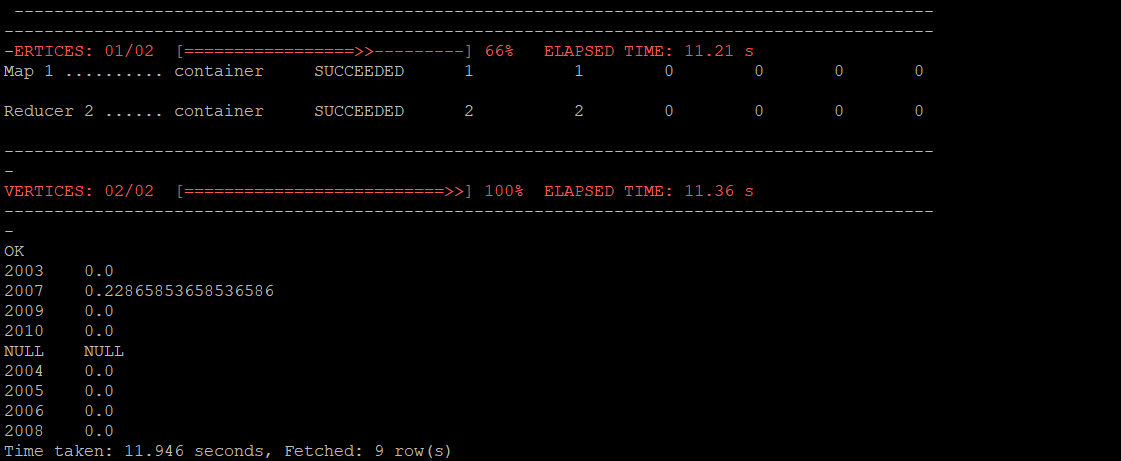 ----------------------------------------------------------------------------------------------
----------------------------------------------------------------------------------------------
-ERTICES: 01/02  [=================>>---------] 66%  ELAPSED TIME: 11.21 s
Map 1 .......... container     SUCCEEDED      1          1        0        0       0       0
Reducer 2 ...... container     SUCCEEDED      2          2        0        0       0       0
----------------------------------------------------------------------------------------------
-
VERTICES: 02/02  [==========================>>] 100%  ELAPSED TIME: 11.36 s
----------------------------------------------------------------------------------------------
-
OK
2003    0.0
2007    0.22865853658536586
2009    0.0
2010    0.0
NULL    NULL
2004    0.0
2005    0.0
2006    0.0
2008    0.0
Time taken: 11.946 seconds, Fetched: 9 row(s)